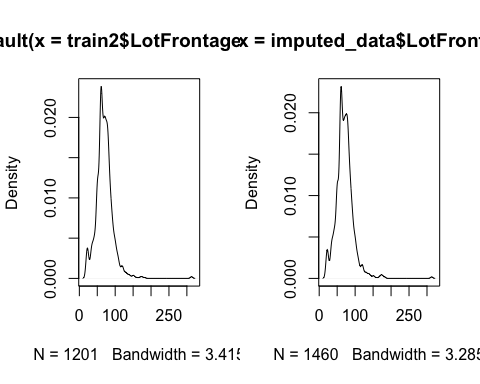 ault(x = train2$LotFrontage
x = imputed_data$LotFront
Density
0.000
0.010
0.020
0 100 250
N = 1201 Bandwidth = 3.415
Density
0.000
0.010
0.020
0 100 250
N = 1460 Bandwidth = 3.285